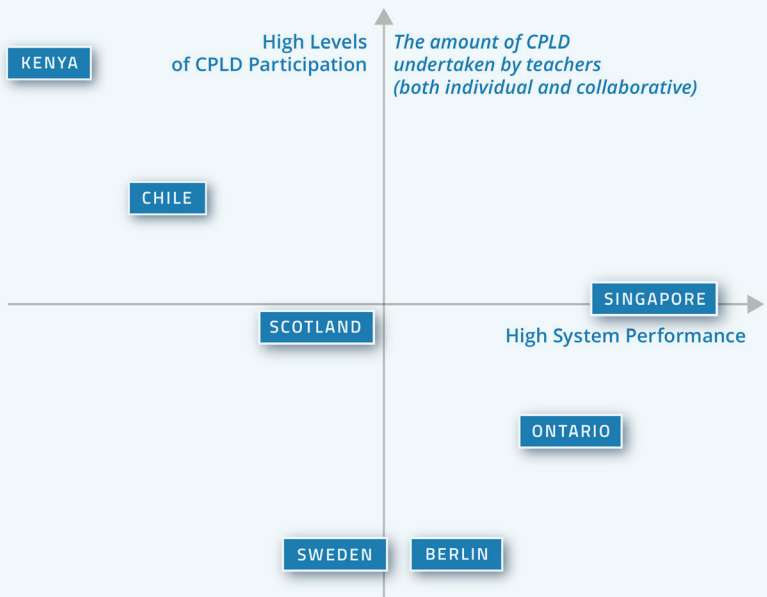 High Levels
of CPLD Participation
The amount of CPLD
undertaken by teachers
(both individual and collaborative)
KENYA
CHILE
SINGAPORE
SCOTLAND
High System Performance
ONTARIO
SWEDEN
BERLIN